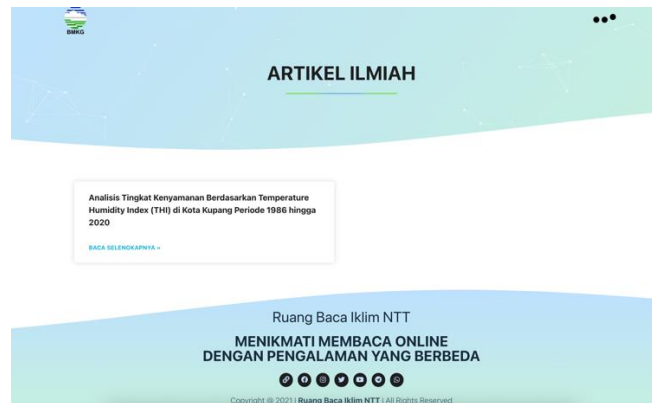 BMKG
ARTIKEL ILMIAH
Analisis Tingkat Kenyamanan Berdasarkan Temperature
Humidity Index (THI) di Kota Kupang Periode 1986 hingga
2020
BACA SELENGKAPNYA »
Ruang Baca Iklim NTT
MENIKMATI MEMBACA ONLINE
DENGAN PENGALAMAN YANG BERBEDA
Copyright @ 2021 | Ruang Baca Iklim NTT | All Rights Reserved